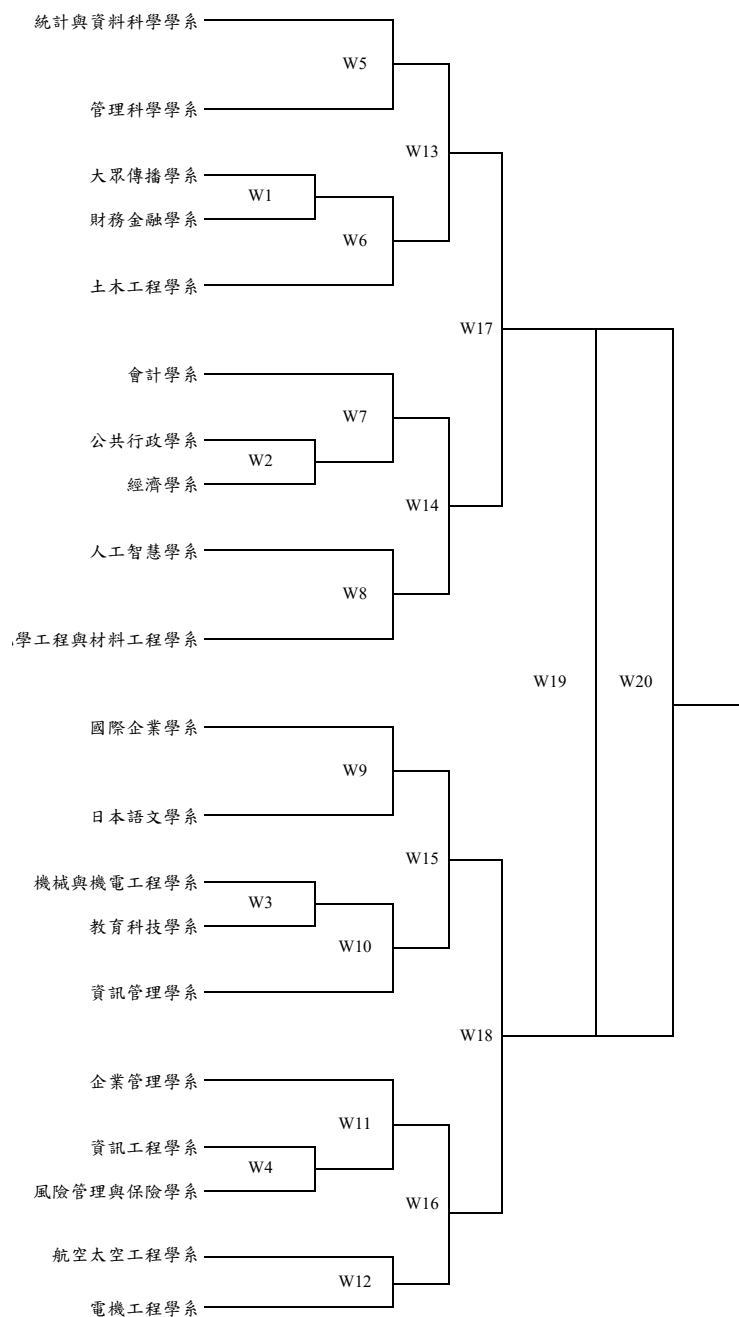 統計與資料科學學系
W5
管理科學學系
W13
大眾傳播學系
W1
財務金融學系
W6
土木工程學系
W17
會計學系
W7
公共行政學系
W2
經濟學系
W14
人工智慧學系
W8
學工程與材料工程學系
W19
W20
國際企業學系
W9
日本語文學系
W15
機械與機電工程學系
W3
教育科技學系
W10
資訊管理學系
W18
企業管理學系
W11
資訊工程學系
W4
風險管理與保險學系
W16
航空太空工程學系
W12
電機工程學系